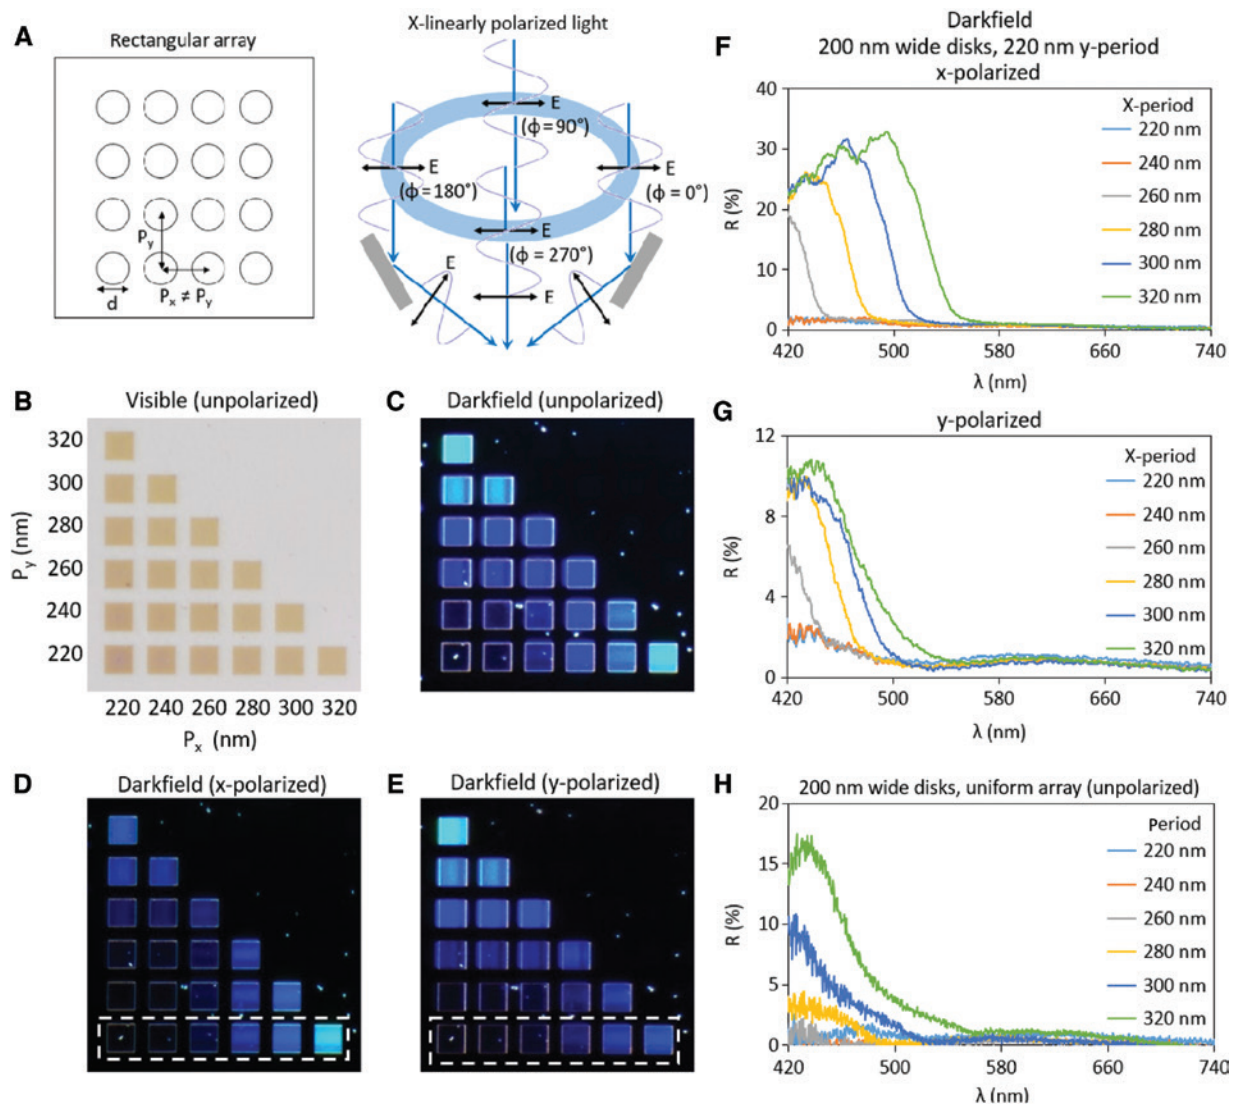 A
Rectangular array
P_y
d
P_x ≠ P_y
X-linearly polarized light
E
(ϕ = 90°)
E
(ϕ = 180°)
E
(ϕ = 0°)
E
(ϕ = 270°)
E
E
E
B
Visible (unpolarized)
P_y (nm)
320
300
280
260
240
220
220 240 260 280 300 320
P_x (nm)
C
Darkfield (unpolarized)
D
Darkfield (x-polarized)
E
Darkfield (y-polarized)
F
Darkfield
200 nm wide disks, 220 nm y-period
x-polarized
R (%)
40
30
20
10
0
X-period
220 nm
240 nm
260 nm
280 nm
300 nm
320 nm
420 500 580 660 740
λ (nm)
G
y-polarized
R (%)
12
8
4
0
X-period
220 nm
240 nm
260 nm
280 nm
300 nm
320 nm
420 500 580 660 740
λ (nm)
H
200 nm wide disks, uniform array (unpolarized)
R (%)
20
15
10
5
0
Period
220 nm
240 nm
260 nm
280 nm
300 nm
320 nm
420 500 580 660 740
λ (nm)